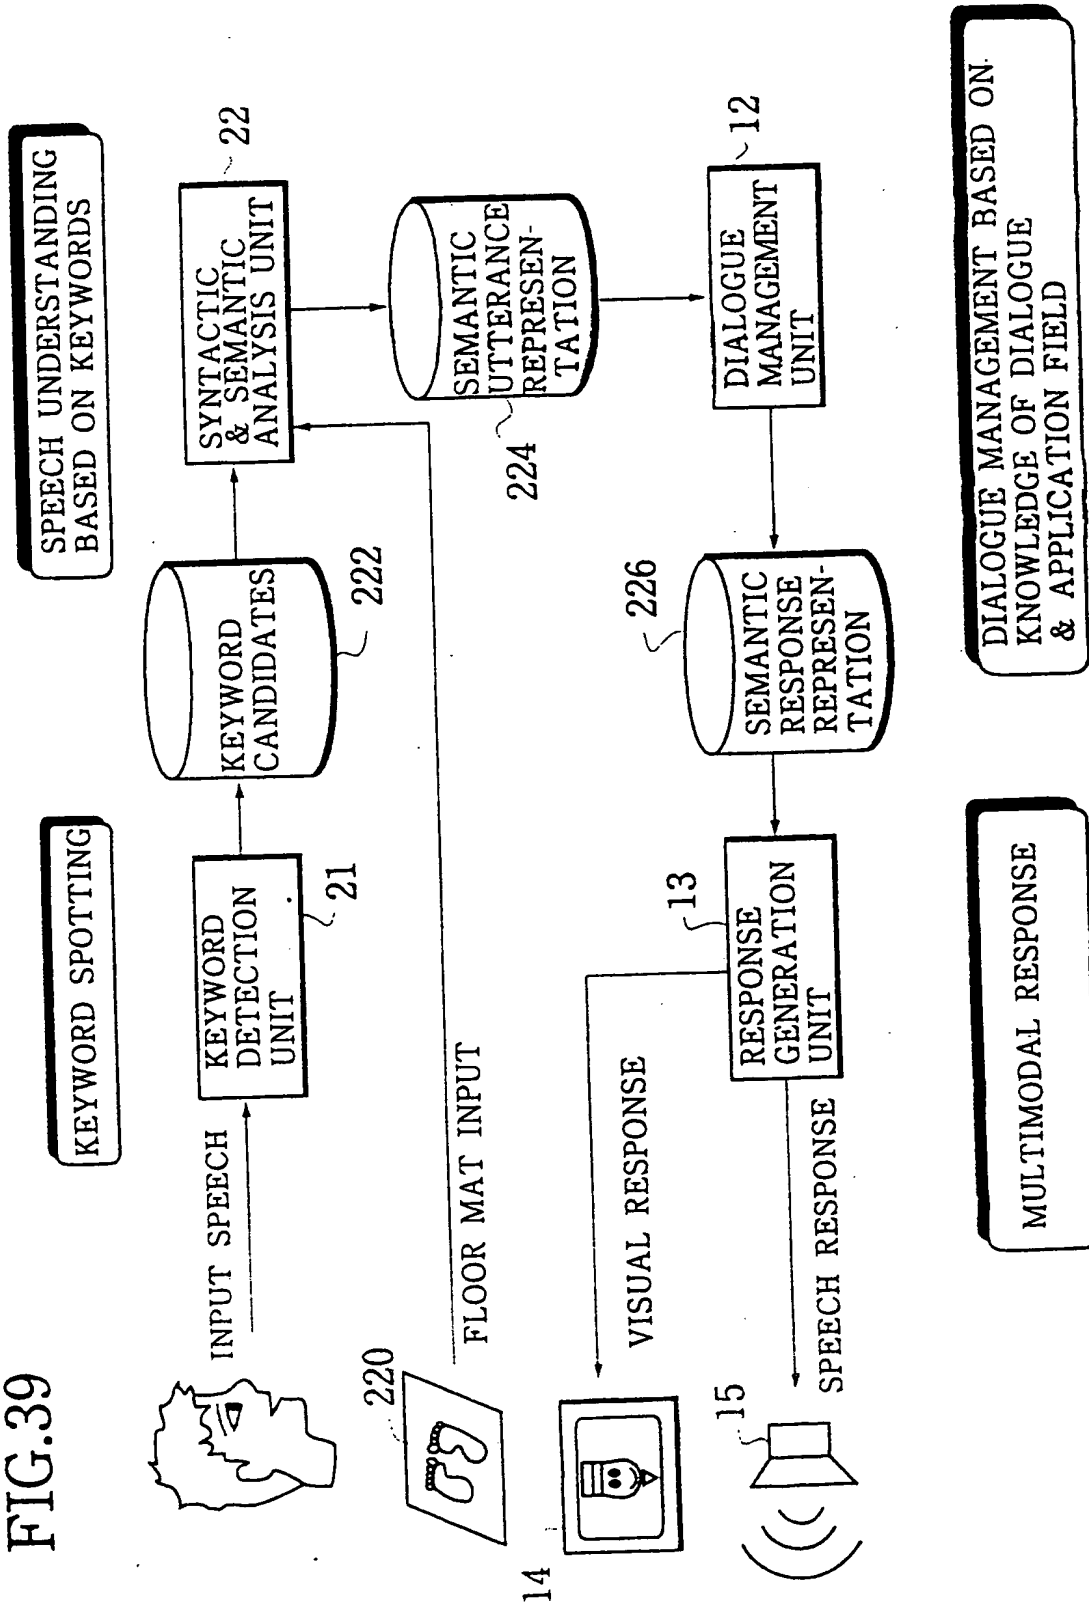 FIG.39
KEYWORD SPOTTING
SPEECH UNDERSTANDING
BASED ON KEYWORDS
INPUT SPEECH
KEYWORD
DETECTION
UNIT
21
KEYWORD
CANDIDATES
222
SYNTACTIC
& SEMANTIC
ANALYSIS UNIT
22
220
FLOOR MAT INPUT
SEMANTIC
UTTERANCE
REPRESEN-
TATION
224
14
VISUAL RESPONSE
15
SPEECH RESPONSE
13
RESPONSE
GENERATION
UNIT
226
SEMANTIC
RESPONSE
REPRESEN-
TATION
12
DIALOGUE
MANAGEMENT
UNIT
MULTIMODAL RESPONSE
DIALOGUE MANAGEMENT BASED ON
KNOWLEDGE OF DIALOGUE
& APPLICATION FIELD